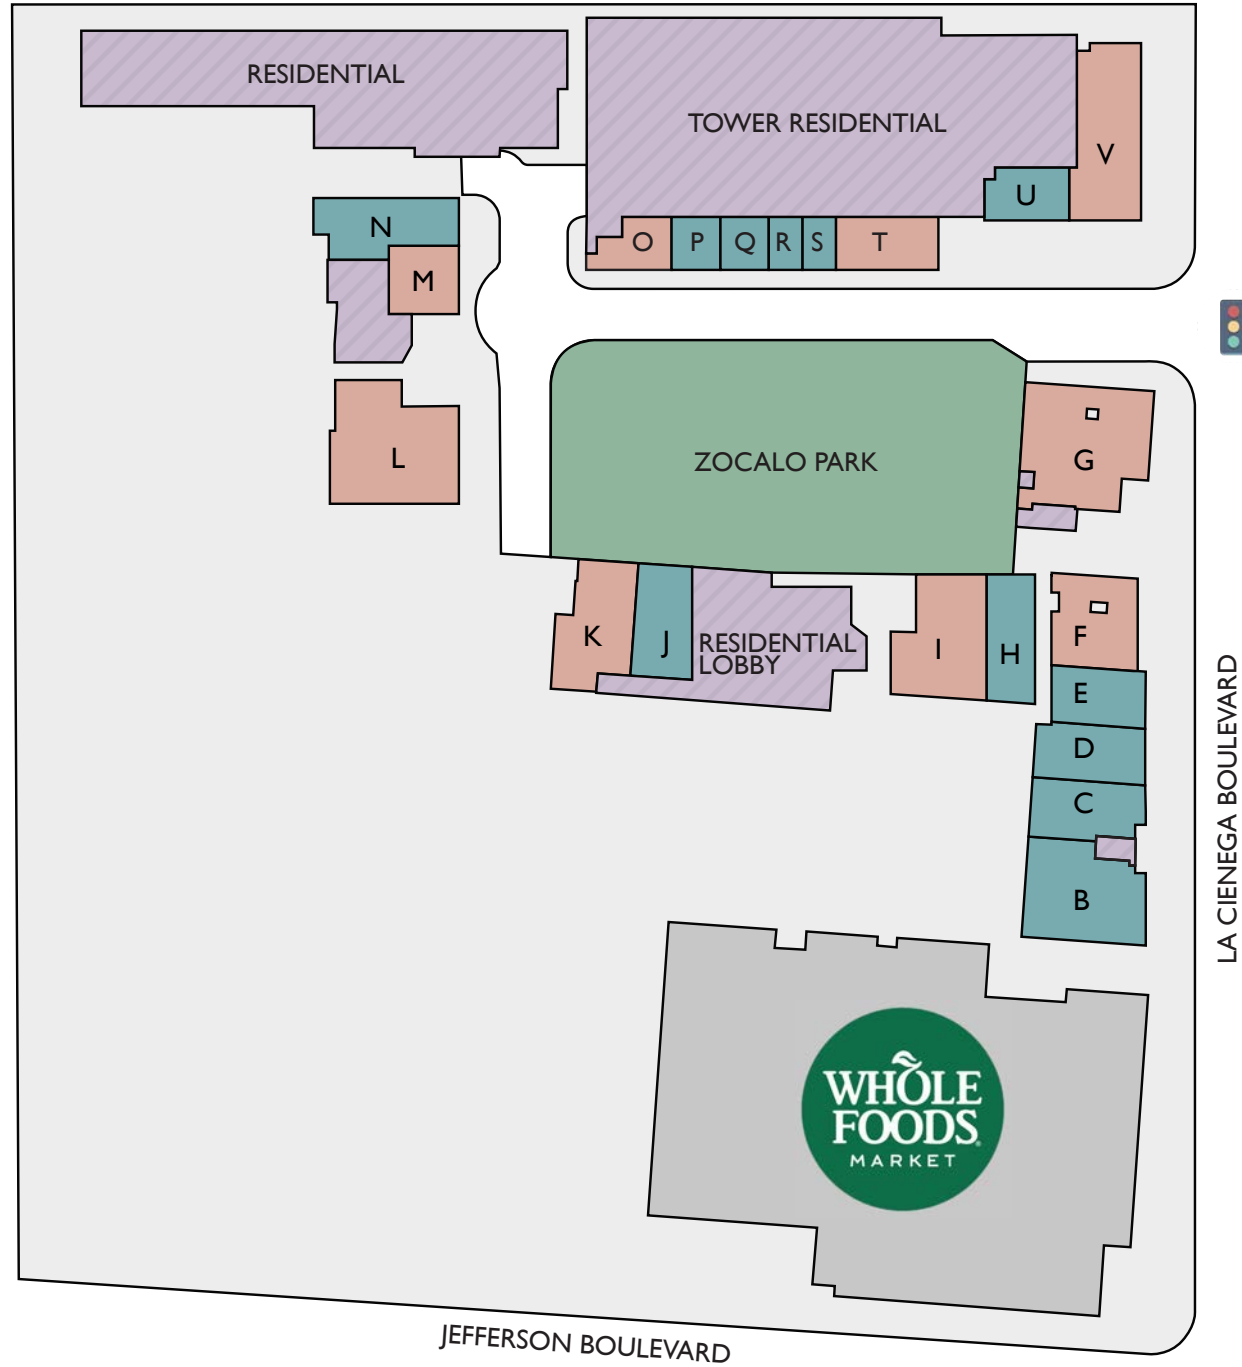 RESIDENTIAL
TOWER RESIDENTIAL
V
U
N
O
P
Q
R
S
T
M
L
ZOCALO PARK
G
K
J
RESIDENTIAL
LOBBY
I
H
F
E
D
C
B
LA CIENEGA BOULEVARD
WHOLE
FOODS
MARKET
JEFFERSON BOULEVARD